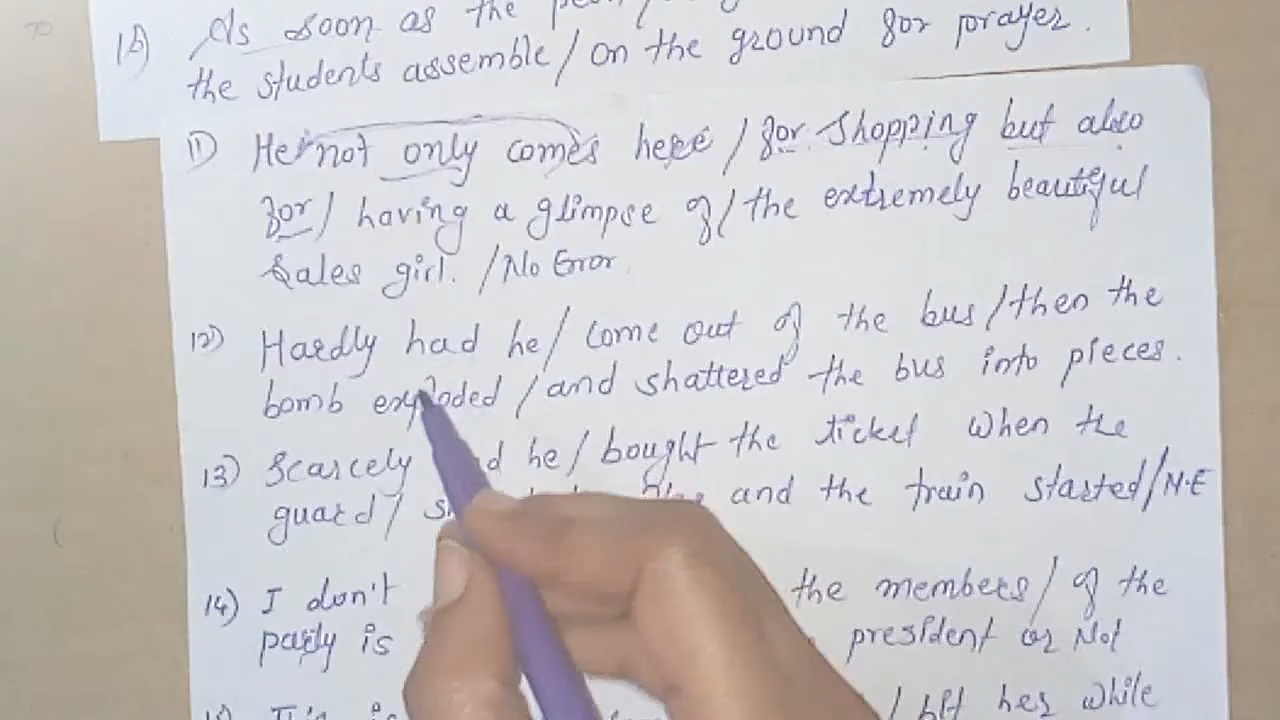 As soon as the
the students assemble/ on the ground for prayer.
11) He not only comes here / for shopping but also
for/ having a glimpse of/ the extremely beautiful
Sales girl. /No Error
12) Hardly had he/ come out of the bus/then the
bomb exploded /and shattered the bus into pieces.
13) Scarcely he/ bought the ticket when the
guard/ and the train started/N.E
14) I don't the members/ of the
party is president or Not
/ her while